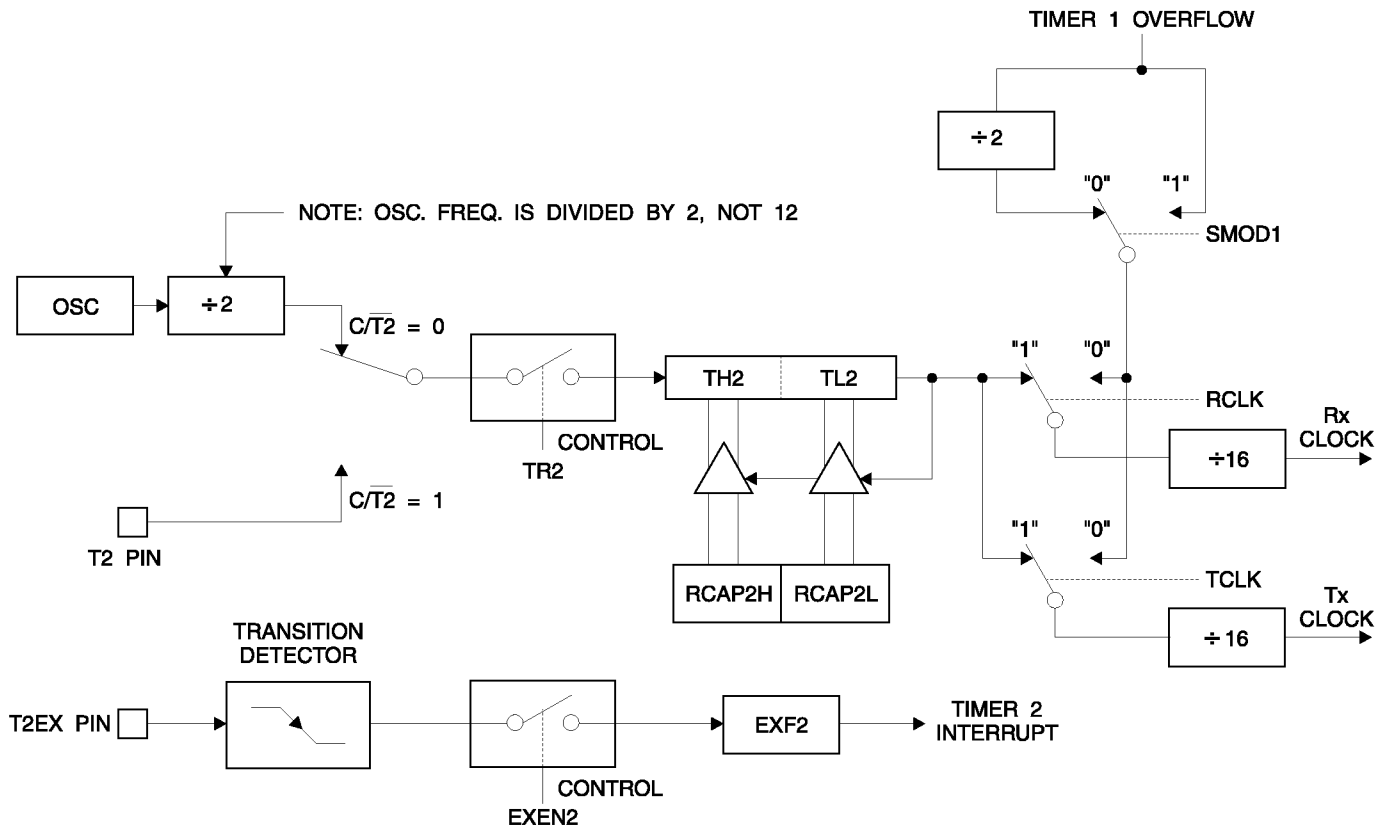 TIMER 1 OVERFLOW
÷2
"0" "1"
NOTE: OSC. FREQ. IS DIVIDED BY 2, NOT 12
SMOD1
OSC
÷2
C/T2̅ = 0
"1" "0"
TH2
TL2
RCLK
Rx
CLOCK
CONTROL
TR2
÷16
C/T2̅ = 1
"1" "0"
T2 PIN
RCAP2H
RCAP2L
TCLK
Tx
CLOCK
TRANSITION
DETECTOR
÷16
T2EX PIN
EXF2
TIMER 2
INTERRUPT
CONTROL
EXEN2